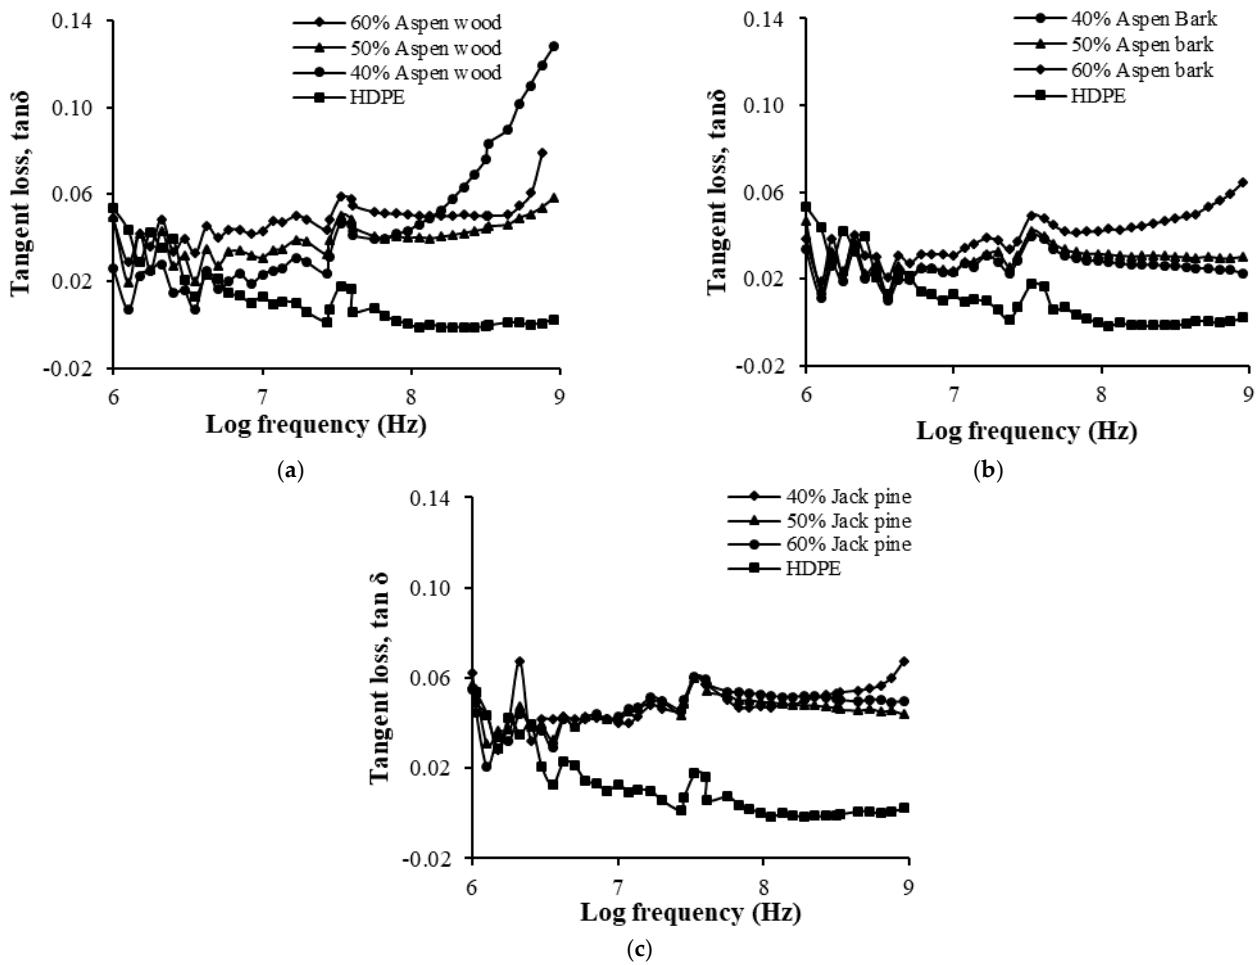 60% Aspen wood
50% Aspen wood
40% Aspen wood
HDPE
0.14
0.10
0.06
0.02
-0.02
Tangent loss, tanδ
6
7
8
9
Log frequency (Hz)
(a)
40% Aspen Bark
50% Aspen bark
60% Aspen bark
HDPE
0.14
0.10
0.06
0.02
-0.02
Tangent loss, tanδ
6
7
8
9
Log frequency (Hz)
(b)
40% Jack pine
50% Jack pine
60% Jack pine
HDPE
0.14
0.10
0.06
0.02
-0.02
Tangent loss, tan δ
6
7
8
9
Log frequency (Hz)
(c)